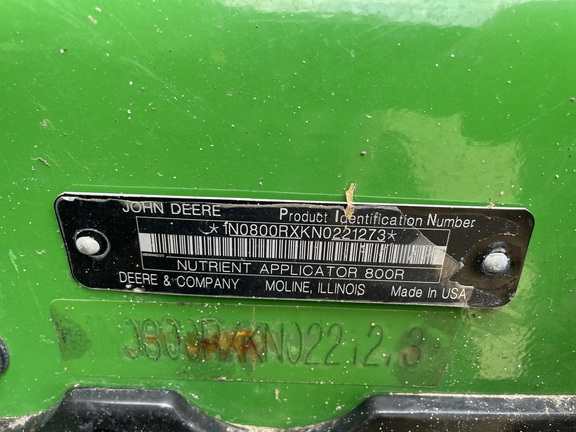 JOHN DEERE Product Identification Number
*1N0800RXKN0221273*
NUTRIENT APPLICATOR 800R
DEERE & COMPANY MOLINE, ILLINOIS Made in USA